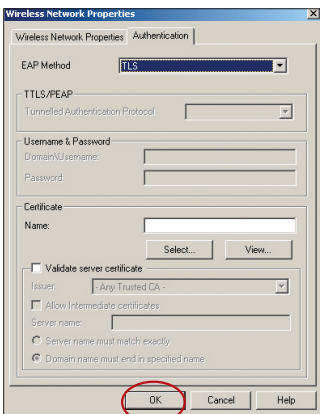 Wireless Network Properties
Wireless Network Properties Authentication
EAP Method TLS
TTLS/PEAP
Tunnelled Authentication Protocol
Username & Password
Domain\Username:
Password:
Certificate
Name:
Select... View...
Validate server certificate
Issuer: - Any Trusted CA -
Allow Intermediate certificates
Server name:
Server name must match exactly
Domain name must end in specified name
OK Cancel Help